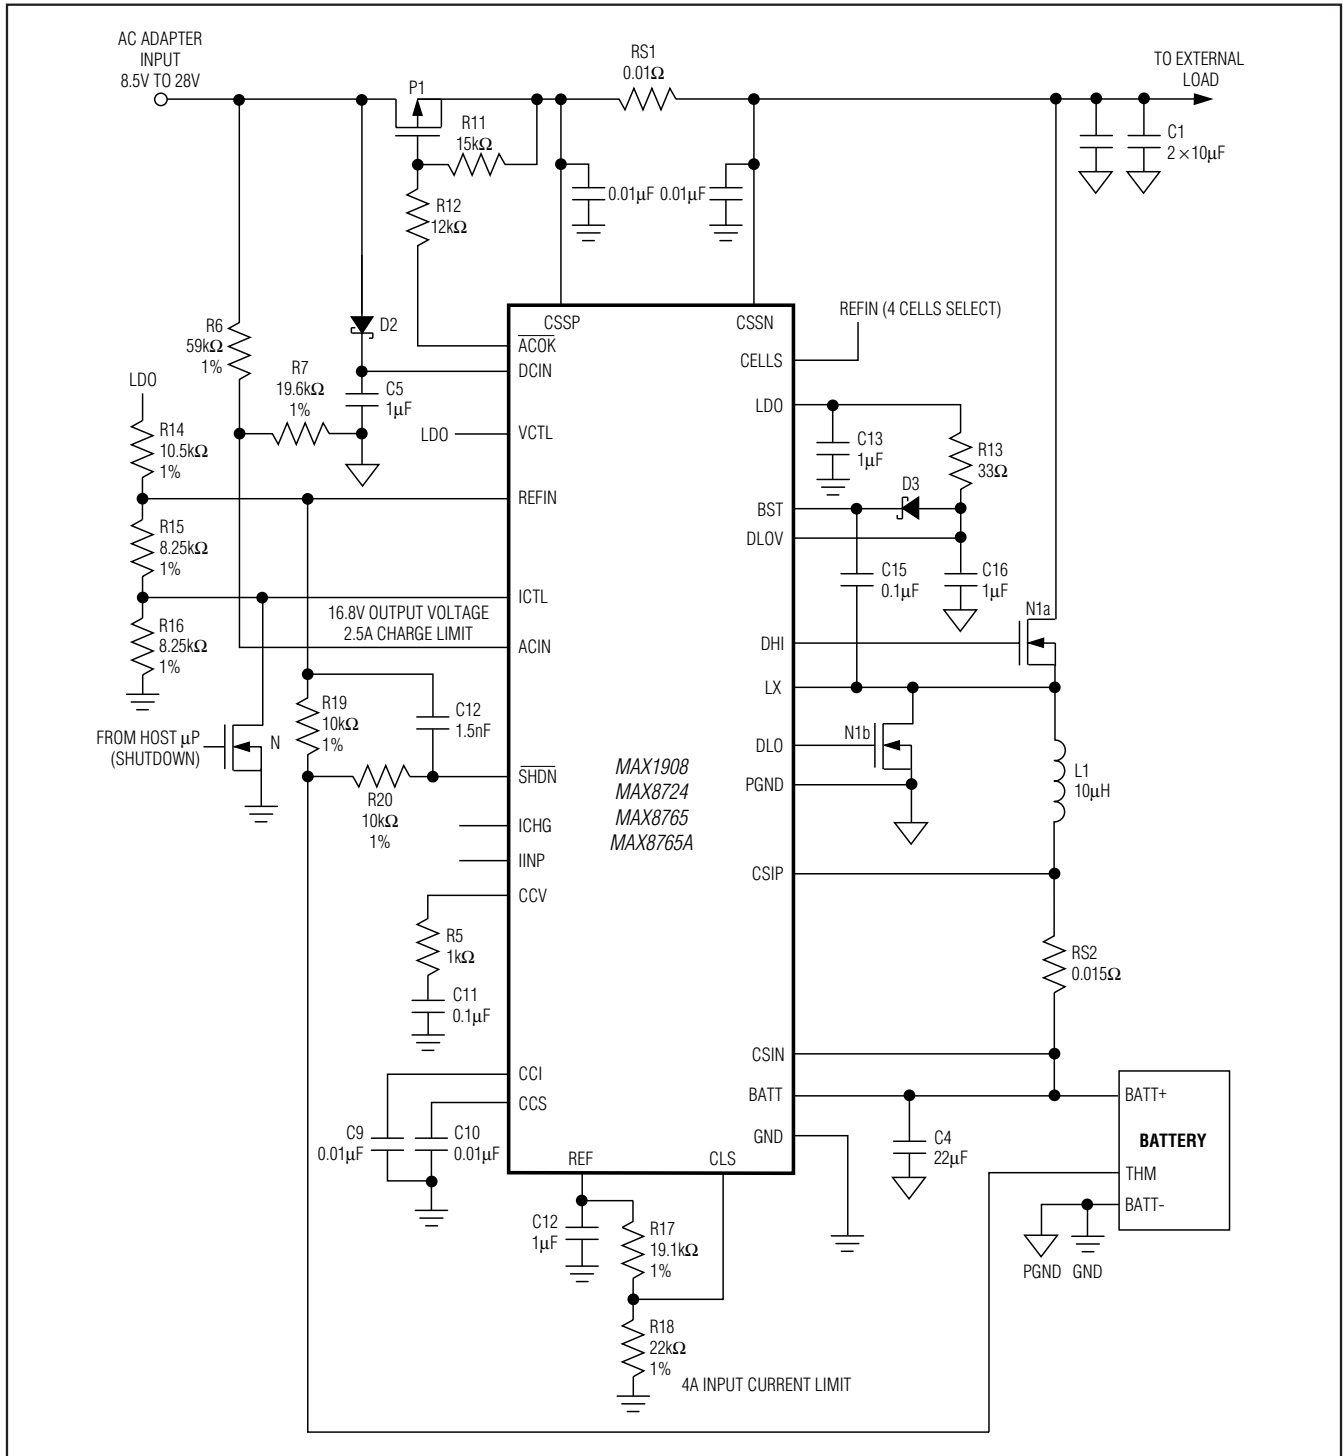 AC ADAPTER
INPUT
8.5V TO 28V
P1
RS1
0.01Ω
TO EXTERNAL
LOAD
R11
15kΩ
C1
2 ×10µF
R12
12kΩ
0.01µF
0.01µF
R6
59kΩ
1%
D2
CSSP
CSSN
REFIN (4 CELLS SELECT)
ACOK
DCIN
CELLS
LDO
R7
19.6kΩ
1%
C5
1µF
LDO
R14
10.5kΩ
1%
LDO
VCTL
C13
1µF
R13
33Ω
REFIN
BST
D3
DLOV
R15
8.25kΩ
1%
C15
0.1µF
C16
1µF
ICTL
16.8V OUTPUT VOLTAGE
2.5A CHARGE LIMIT
N1a
R16
8.25kΩ
1%
ACIN
DHI
LX
R19
10kΩ
1%
C12
1.5nF
FROM HOST µP
(SHUTDOWN)
N
N1b
DLO
SHDN
MAX1908
MAX8724
MAX8765
MAX8765A
PGND
L1
10µH
R20
10kΩ
1%
ICHG
IINP
CSIP
CCV
R5
1kΩ
RS2
0.015Ω
C11
0.1µF
CSIN
CCI
BATT
BATT+
CCS
GND
C9
0.01µF
C10
0.01µF
C4
22µF
BATTERY
REF
CLS
THM
BATT-
C12
1µF
R17
19.1kΩ
1%
PGND
GND
R18
22kΩ
1%
4A INPUT CURRENT LIMIT